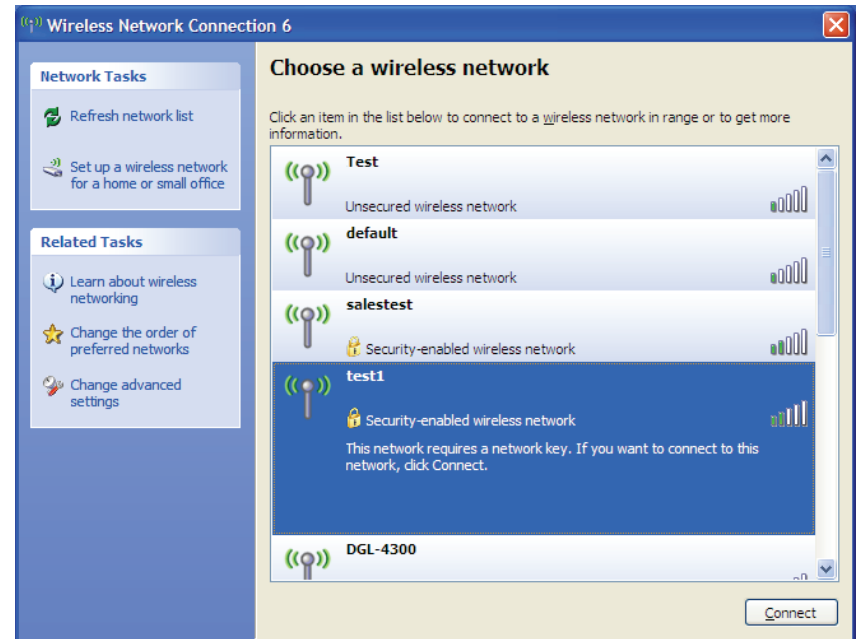 Wireless Network Connection 6
Network Tasks
Refresh network list
Set up a wireless network
for a home or small office
Related Tasks
Learn about wireless
networking
Change the order of
preferred networks
Change advanced
settings
Choose a wireless network
Click an item in the list below to connect to a wireless network in range or to get more
information.
Test
Unsecured wireless network
default
Unsecured wireless network
salestest
Security-enabled wireless network
test1
Security-enabled wireless network
This network requires a network key. If you want to connect to this
network, click Connect.
DGL-4300
Connect